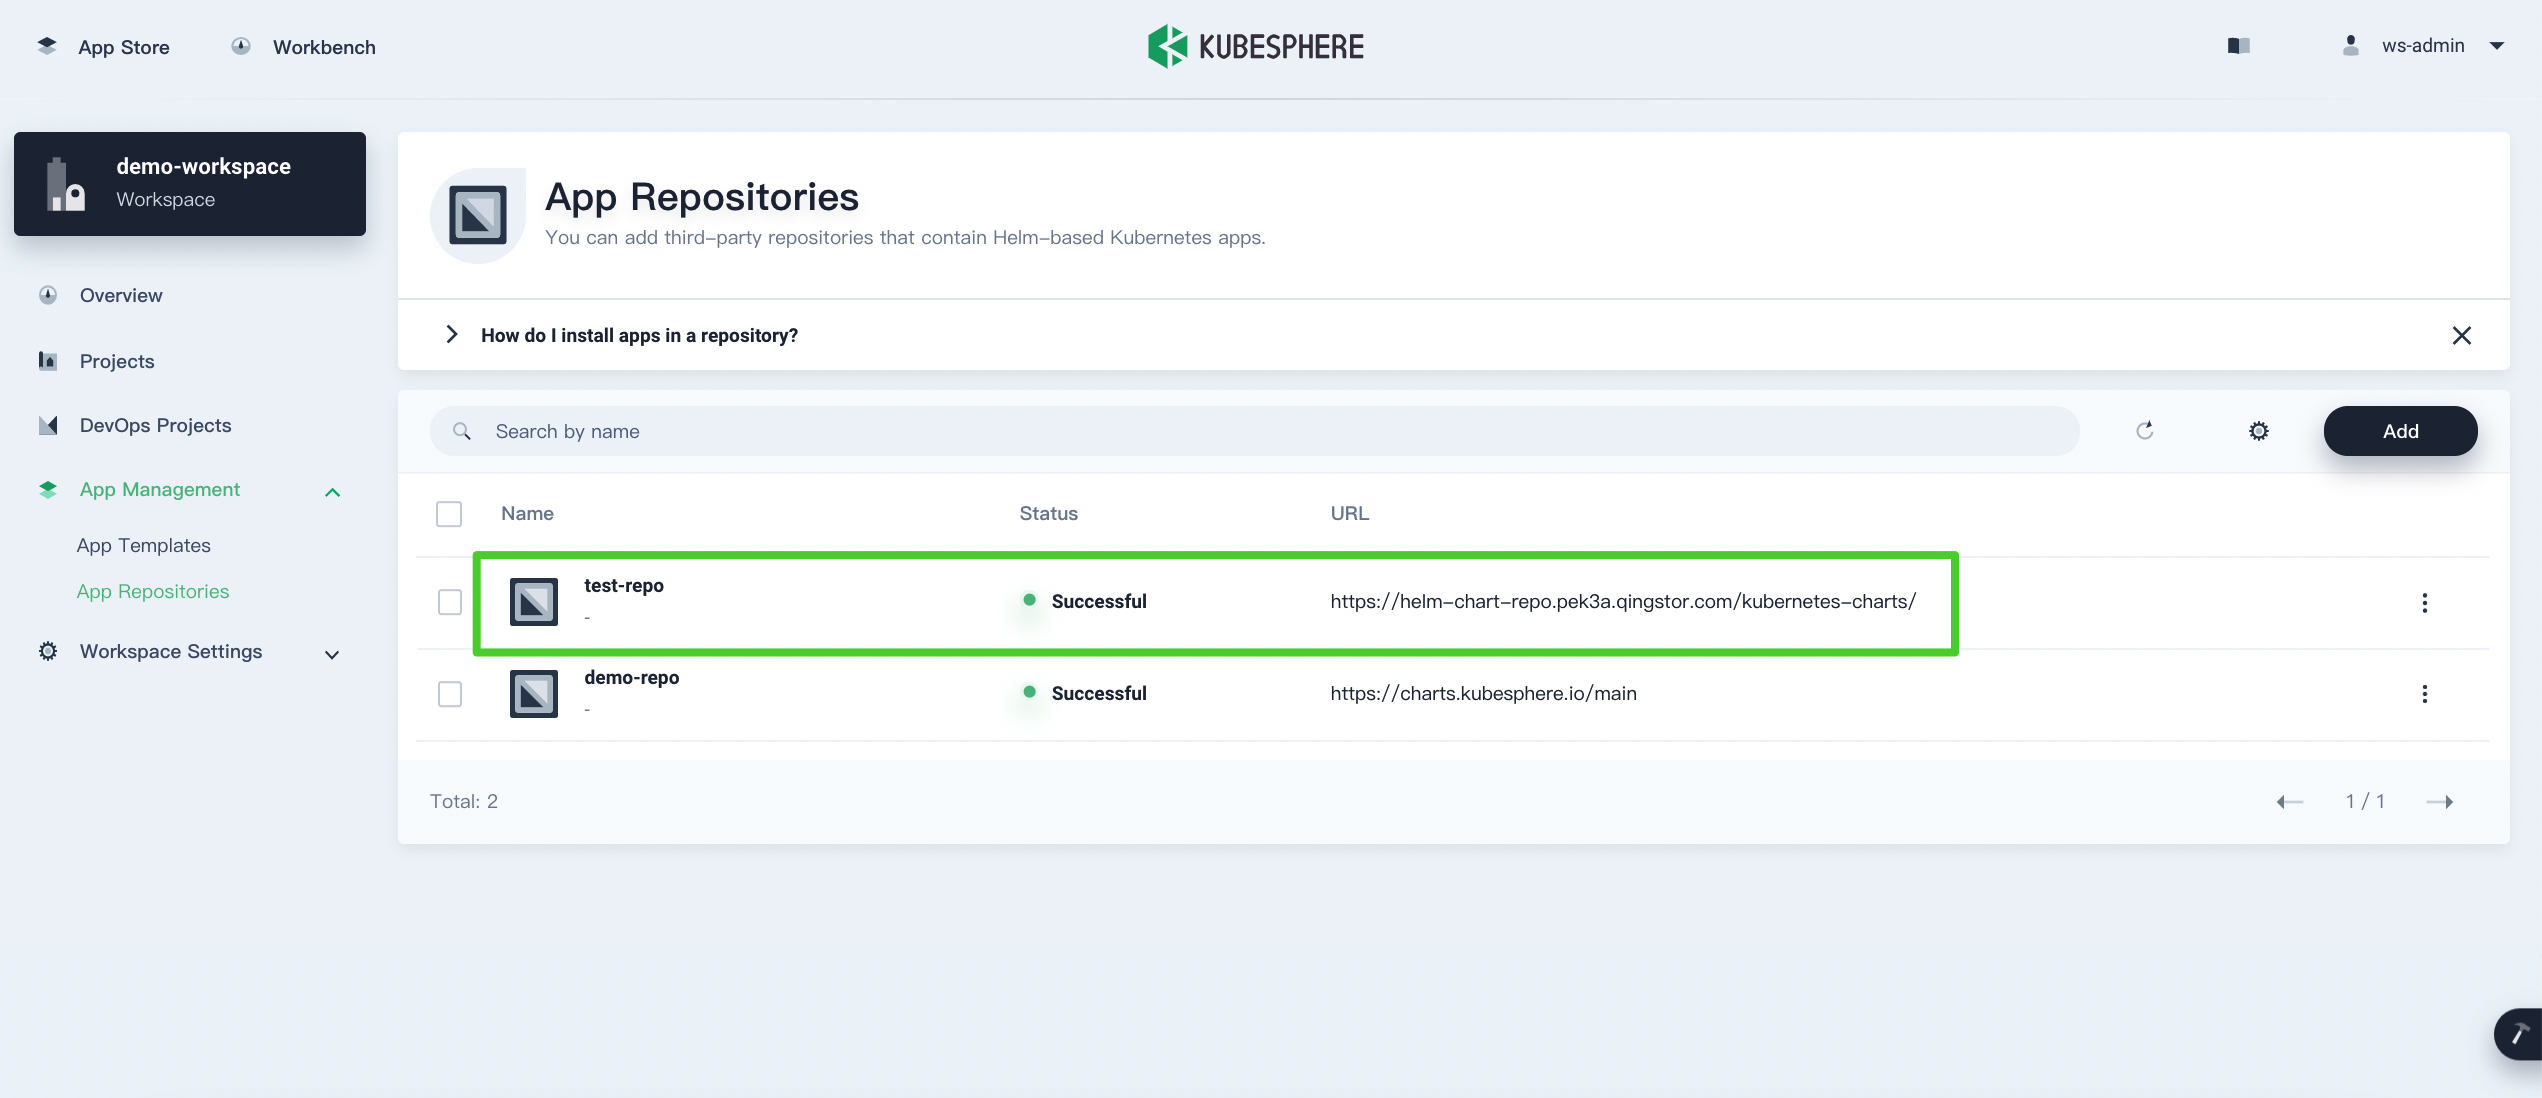 App Store
Workbench
KUBESPHERE
ws-admin
demo-workspace
Workspace
Overview
Projects
DevOps Projects
App Management
App Templates
App Repositories
Workspace Settings
App Repositories
You can add third-party repositories that contain Helm-based Kubernetes apps.
How do I install apps in a repository?
Search by name
Add
Name Status URL
test-repo
-
Successful
https://helm-chart-repo.pek3a.qingstor.com/kubernetes-charts/
demo-repo
-
Successful
https://charts.kubesphere.io/main
Total: 2
1 / 1